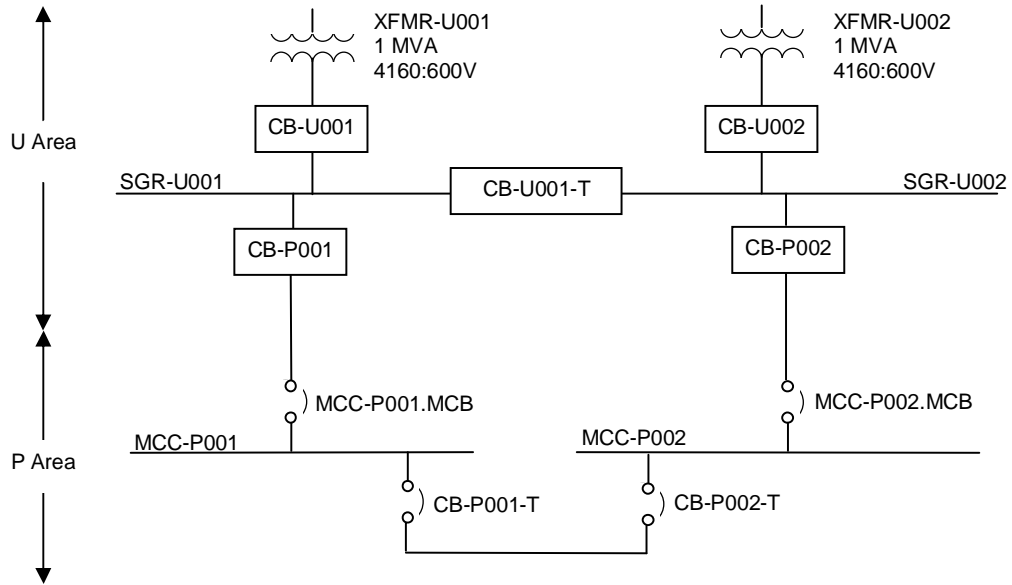 XFMR-U001
1 MVA
4160:600V
XFMR-U002
1 MVA
4160:600V
CB-U001
CB-U002
U Area
SGR-U001
CB-U001-T
SGR-U002
CB-P001
CB-P002
MCC-P001.MCB
MCC-P002.MCB
MCC-P001
MCC-P002
P Area
CB-P001-T
CB-P002-T